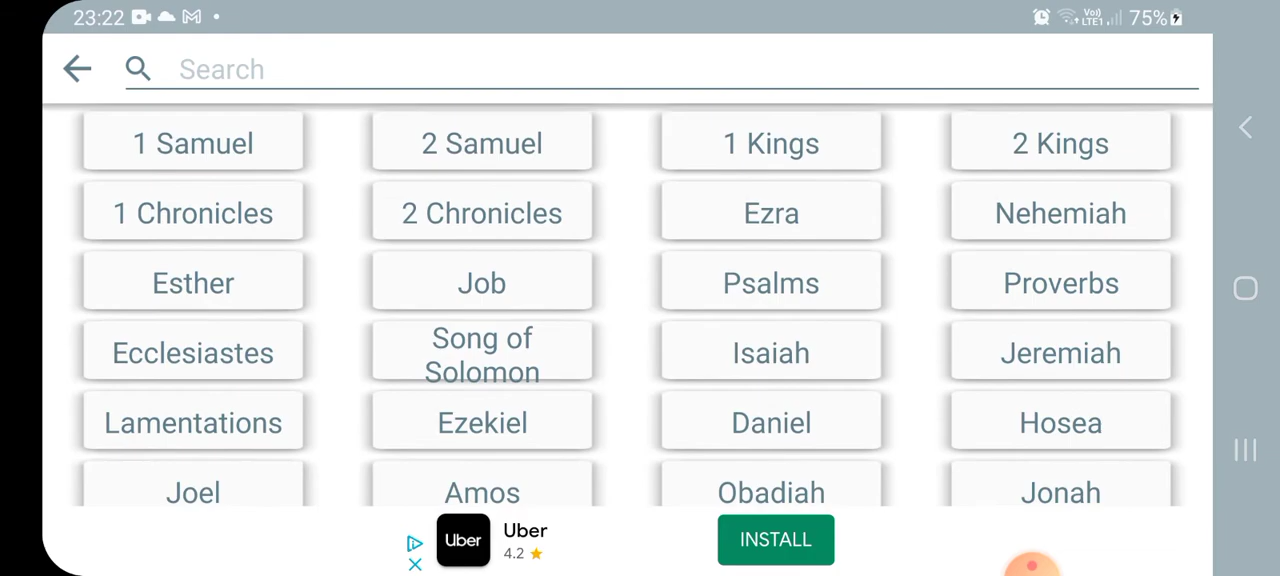 23:22
Vo)) LTE1 75%
Search
1 Samuel 2 Samuel 1 Kings 2 Kings
1 Chronicles 2 Chronicles Ezra Nehemiah
Esther Job Psalms Proverbs
Ecclesiastes Song of Solomon Isaiah Jeremiah
Lamentations Ezekiel Daniel Hosea
Joel Amos Obadiah Jonah
Uber
Uber
4.2
INSTALL